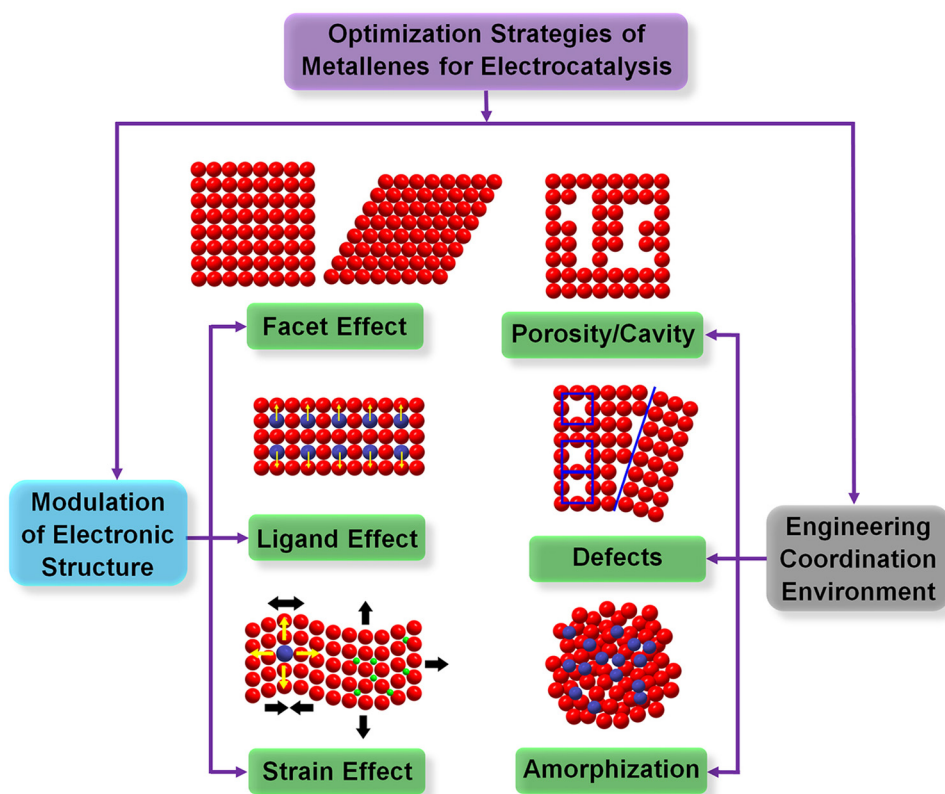 Optimization Strategies of
Metallenes for Electrocatalysis
Facet Effect
Porosity/Cavity
Modulation
of Electronic
Structure
Ligand Effect
Defects
Engineering
Coordination
Environment
Strain Effect
Amorphization